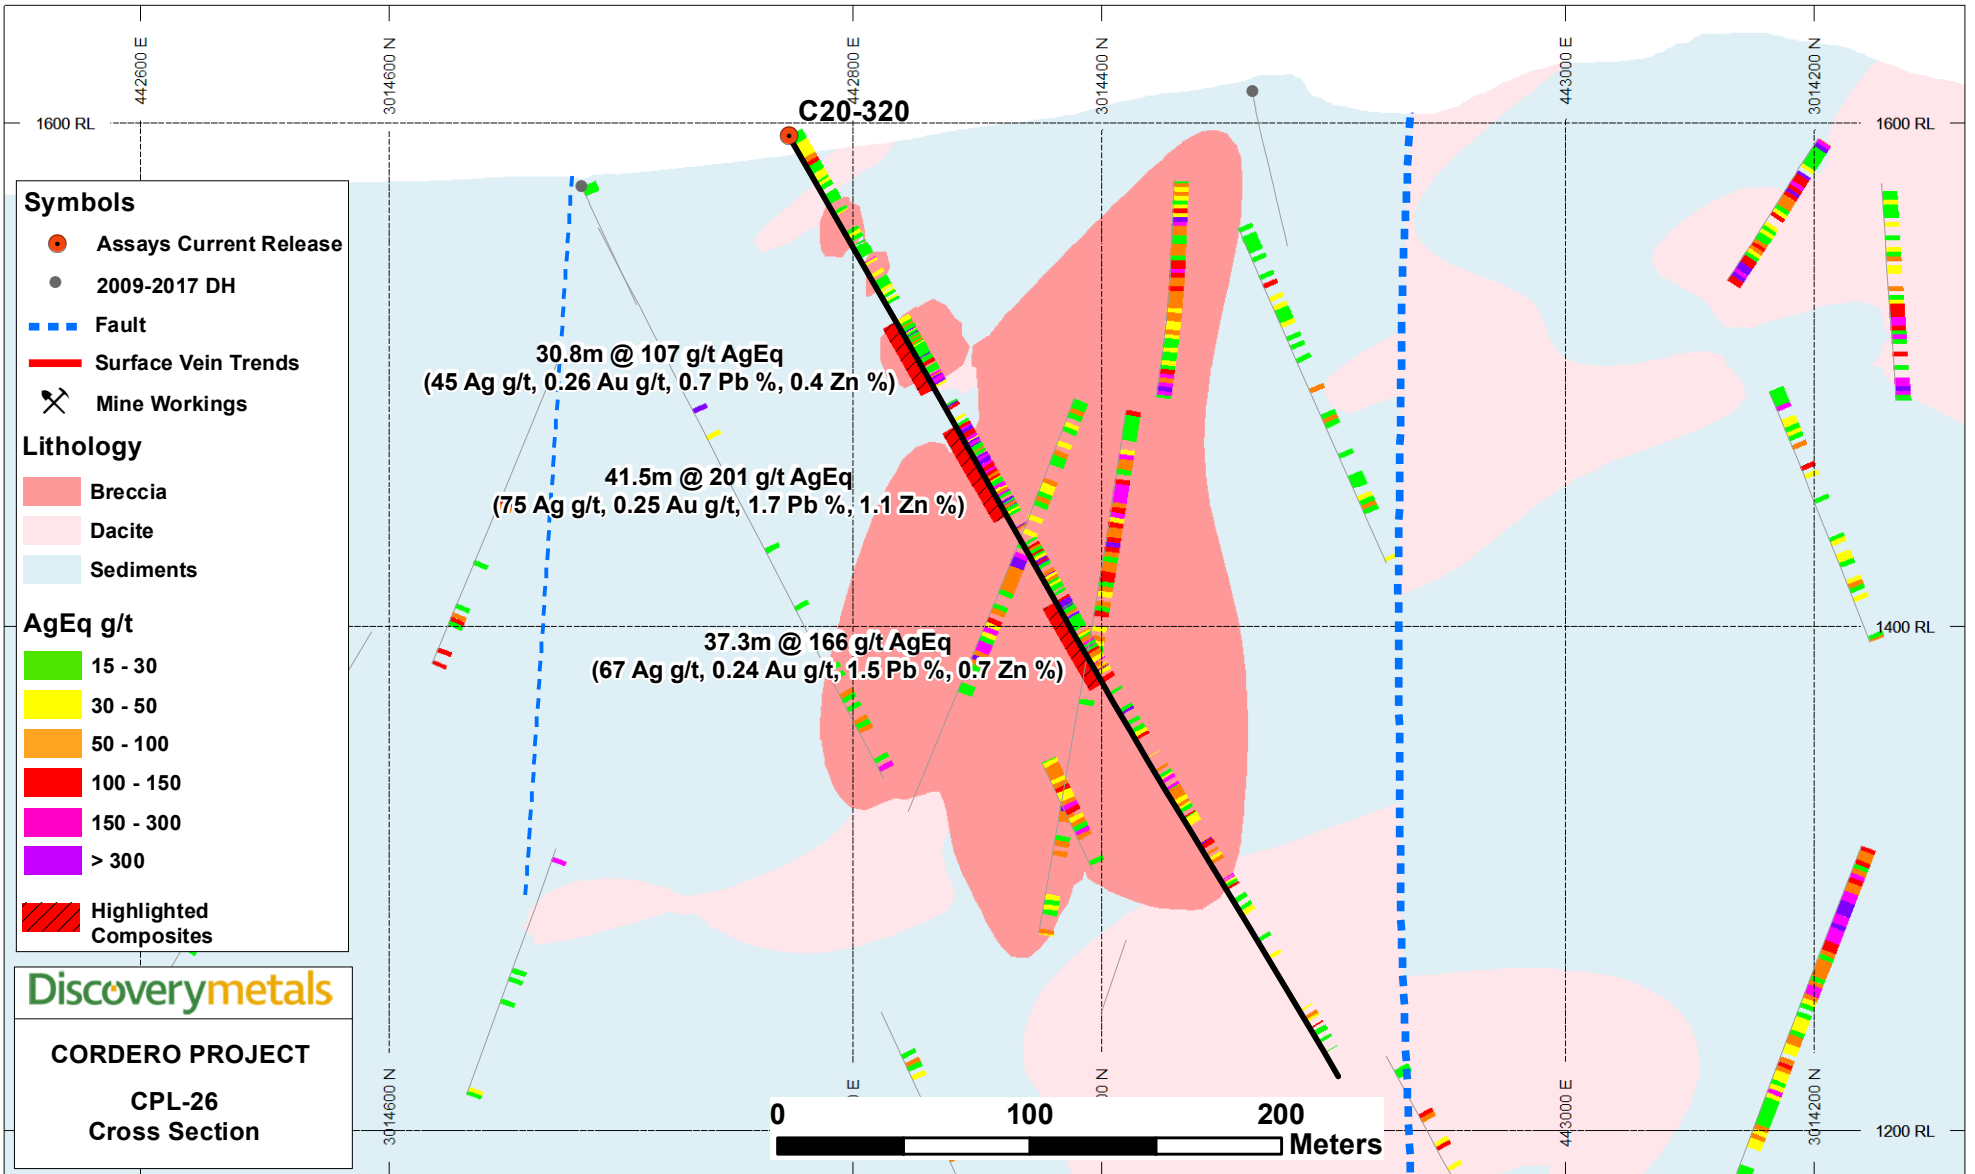 442600 E
3014600 N
442800 E
3014400 N
443000 E
3014200 N
1600 RL
C20-320
1600 RL
Symbols
Assays Current Release
2009-2017 DH
Fault
Surface Vein Trends
Mine Workings
Lithology
Breccia
Dacite
Sediments
AgEq g/t
15 - 30
30 - 50
50 - 100
100 - 150
150 - 300
> 300
Highlighted
Composites
30.8m @ 107 g/t AgEq
(45 Ag g/t, 0.26 Au g/t, 0.7 Pb %, 0.4 Zn %)
41.5m @ 201 g/t AgEq
(75 Ag g/t, 0.25 Au g/t, 1.7 Pb %, 1.1 Zn %)
1400 RL
37.3m @ 166 g/t AgEq
(67 Ag g/t, 0.24 Au g/t, 1.5 Pb %, 0.7 Zn %)
Discoverymetals
CORDERO PROJECT
CPL-26
Cross Section
3014600 N
E
N
443000 E
3014200 N
0 100 200
Meters
1200 RL